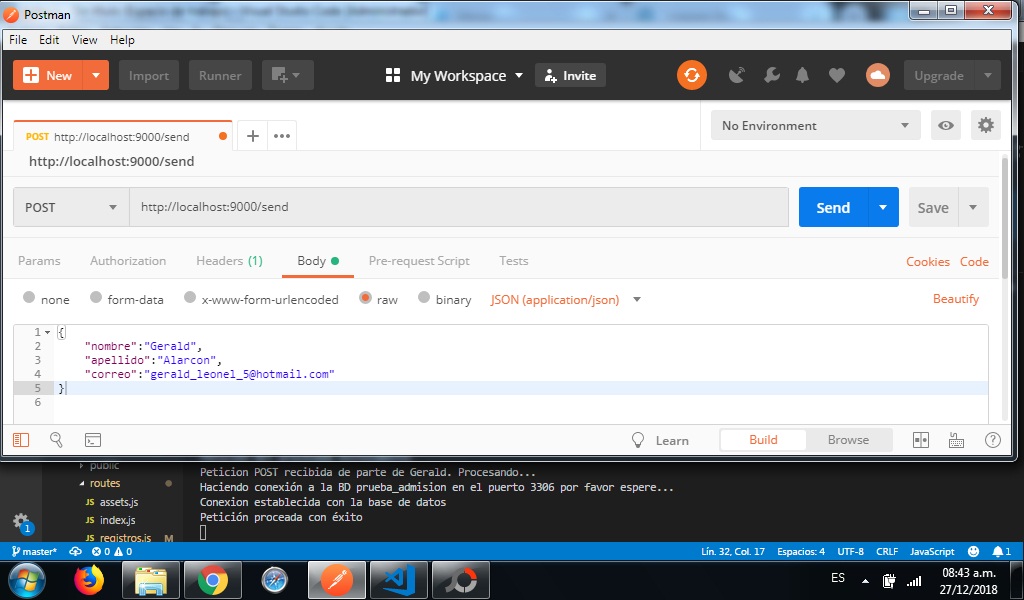 Postman
File Edit View Help
New Import Runner My Workspace Invite Upgrade
POST http://localhost:9000/send No Environment
http://localhost:9000/send
POST http://localhost:9000/send Send Save
Params Authorization Headers (1) Body Pre-request Script Tests Cookies Code
none form-data x-www-form-urlencoded raw binary JSON (application/json) Beautify
1 {
2 "nombre":"Gerald",
3 "apellido":"Alarcon",
4 "correo":"gerald_leonel_5@hotmail.com"
5 }
6
Learn Build Browse
public Peticion POST recibida de parte de Gerald. Procesando...
routes Haciendo conexión a la BD prueba_admision en el puerto 3306 por favor espere...
JS assets.js Conexion establecida con la base de datos
JS index.js Petición proceada con éxito
JS registros.js M
1
master* 0 0 Lín. 32, Col. 17 Espacios: 4 UTF-8 CRLF JavaScript 1
ES 08:43 a.m.
27/12/2018